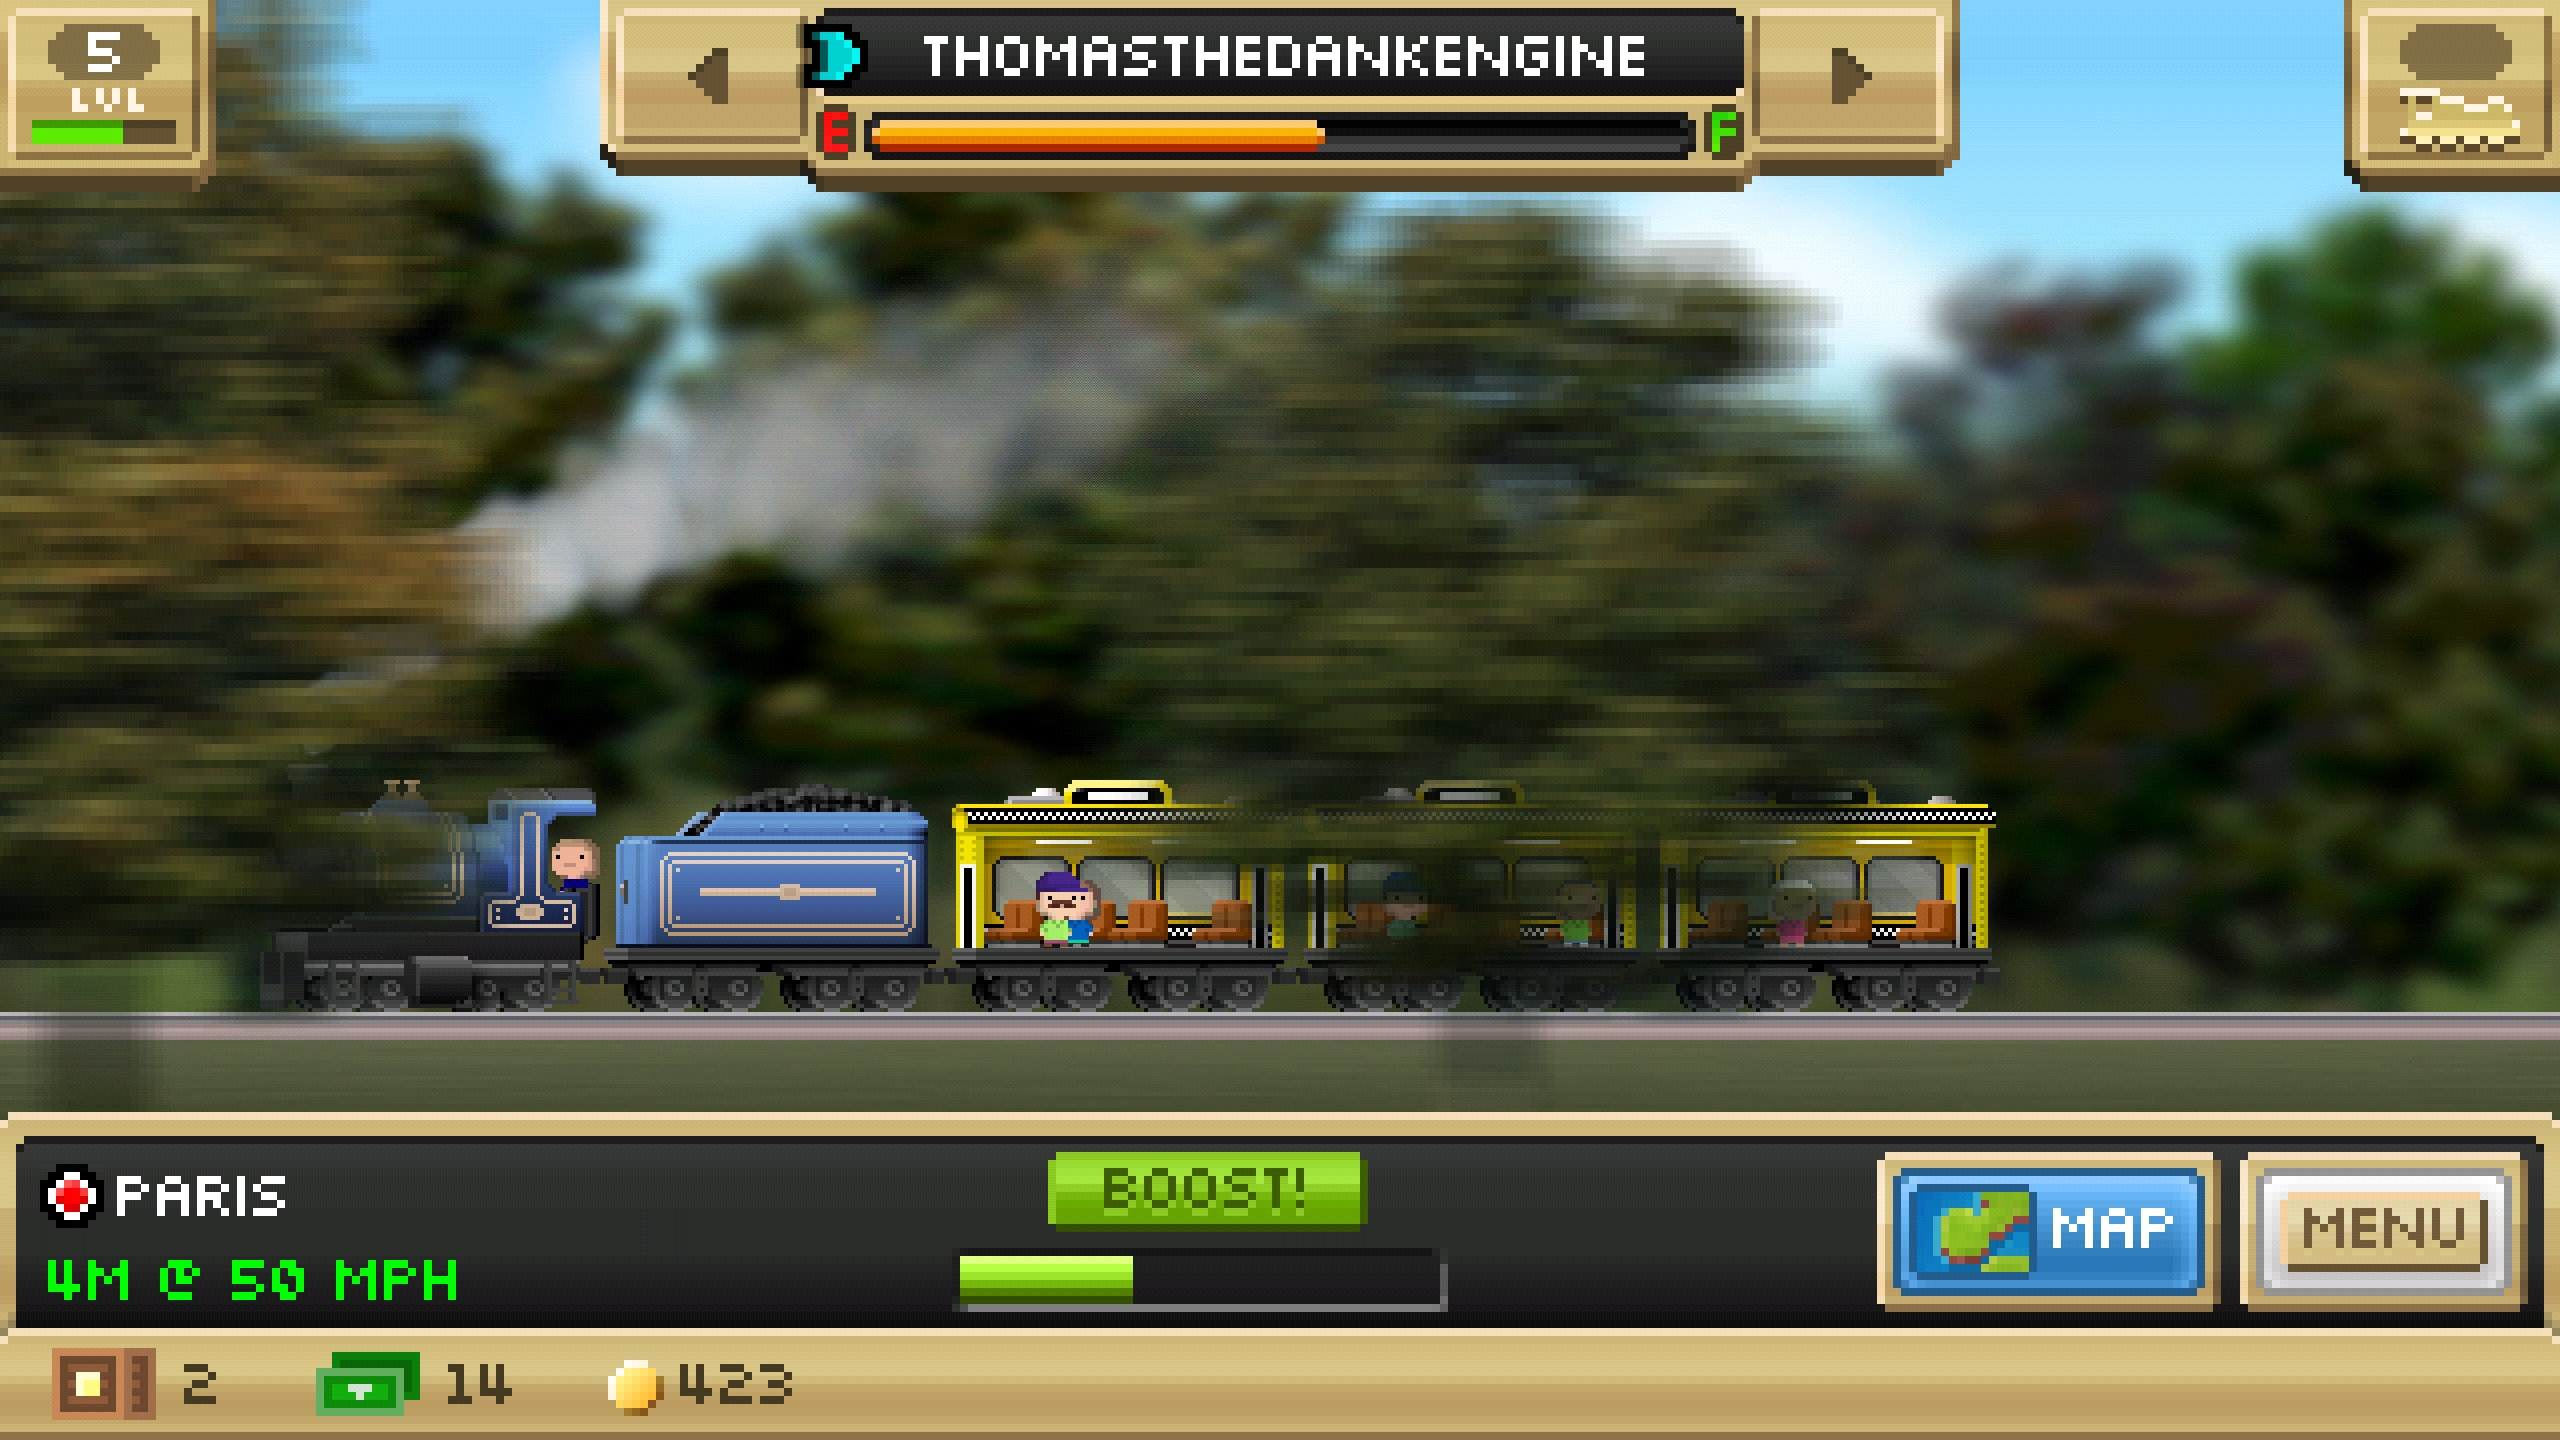 5
LVL
THOMASTHEDANKENGINE
E F
PARIS
4M @ 50 MPH
BOOST!
MAP
MENU
2 14 423